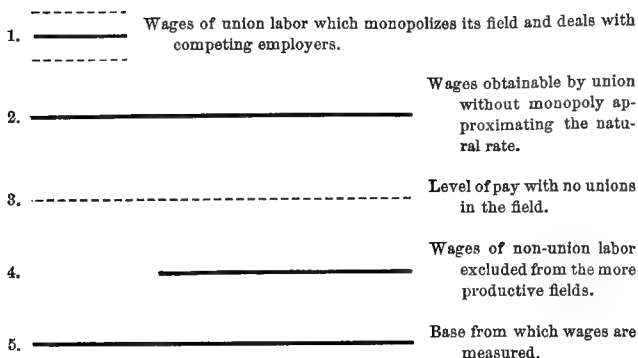 1. Wages of union labor which monopolizes its field and deals with
competing employers.
2. Wages obtainable by union
without monopoly ap-
proximating the natu-
ral rate.
3. Level of pay with no unions
in the field.
4. Wages of non-union labor
excluded from the more
productive fields.
5. Base from which wages are
measured.